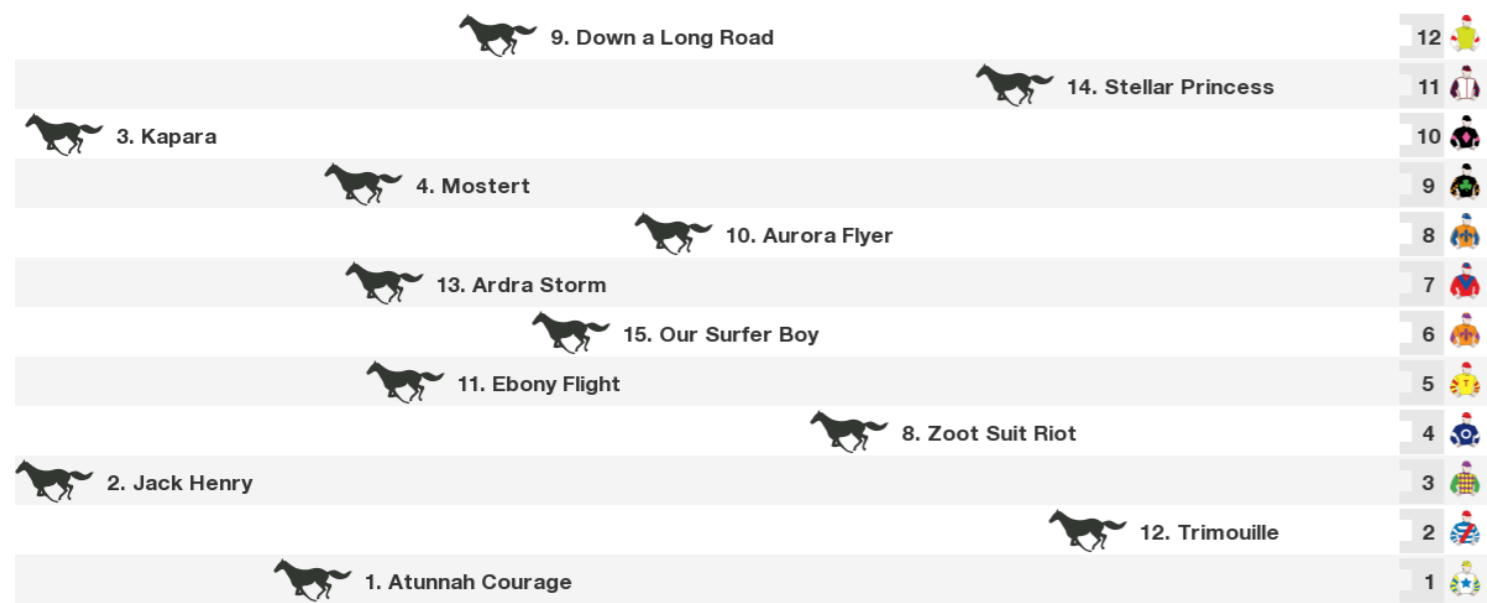 9. Down a Long Road 12
14. Stellar Princess 11
3. Kapara 10
4. Mostert 9
10. Aurora Flyer 8
13. Ardra Storm 7
15. Our Surfer Boy 6
11. Ebony Flight 5
T
8. Zoot Suit Riot 4
2. Jack Henry 3
12. Trimouille 2
1. Atunnah Courage 1